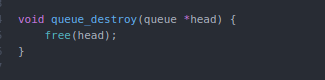 void queue_destroy(queue *head) {
    free(head);
}